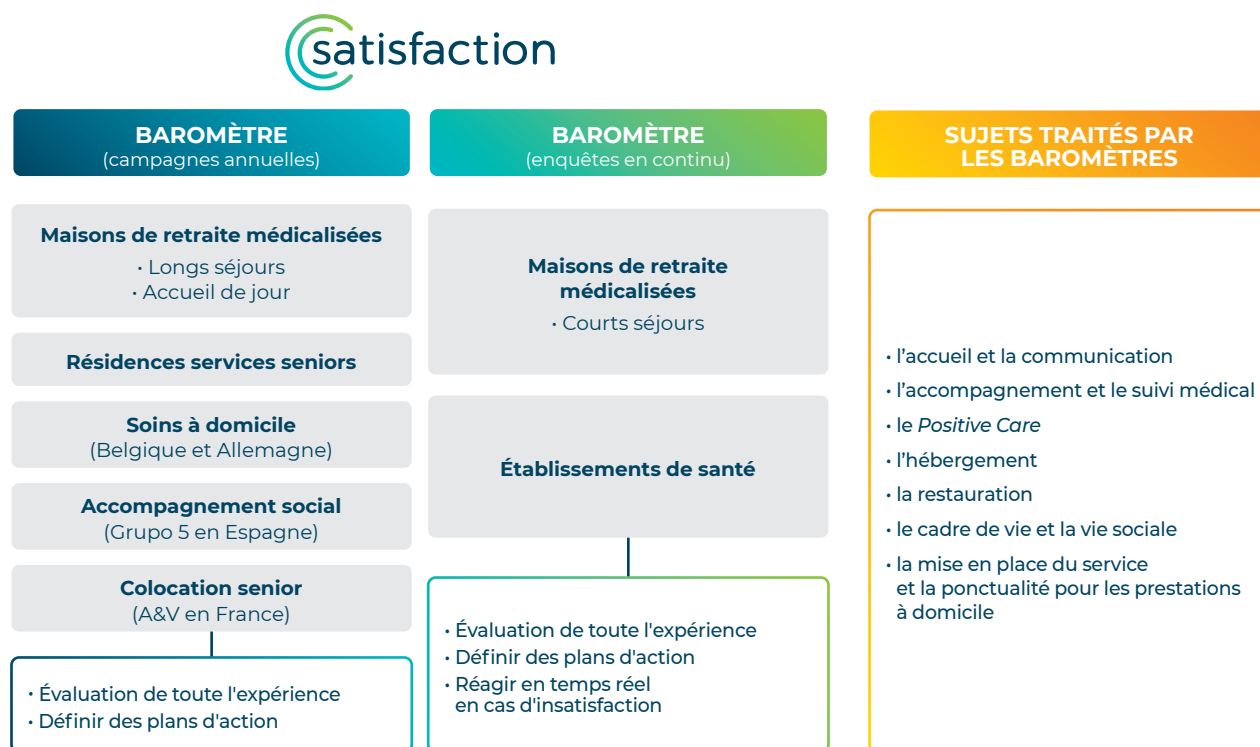 satisfaction
BAROMÈTRE
(campagnes annuelles)
Maisons de retraite médicalisées
• Longs séjours
• Accueil de jour
Résidences services seniors
Soins à domicile
(Belgique et Allemagne)
Accompagnement social
(Grupo 5 en Espagne)
Colocation senior
(A&V en France)
• Évaluation de toute l'expérience
• Définir des plans d'action
BAROMÈTRE
(enquêtes en continu)
Maisons de retraite
médicalisées
• Courts séjours
Établissements de santé
• Évaluation de toute l'expérience
• Définir des plans d'action
• Réagir en temps réel
en cas d'insatisfaction
SUJETS TRAITÉS PAR
LES BAROMÈTRES
• l’accueil et la communication
• l’accompagnement et le suivi médical
• le Positive Care
• l’hébergement
• la restauration
• le cadre de vie et la vie sociale
• la mise en place du service
et la ponctualité pour les prestations
à domicile